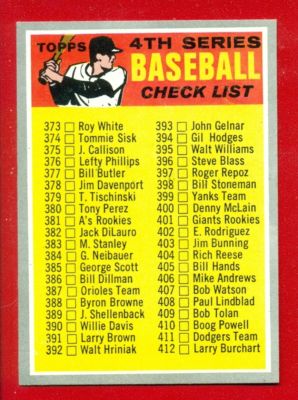 TOPPS
4TH SERIES
BASEBALL
CHECK LIST
373 Roy White
374 Tommie Sisk
375 J. Callison
376 Lefty Phillips
377 Bill Butler
378 Jim Davenport
379 T. Tischinski
380 Tony Perez
381 A's Rookies
382 Jack DiLauro
383 M. Stanley
384 G. Neibauer
385 George Scott
386 Bill Dillman
387 Orioles Team
388 Byron Browne
389 J. Shellenback
390 Willie Davis
391 Larry Brown
392 Walt Hriniak
393 John Gelnar
394 Gil Hodges
395 Walt Williams
396 Steve Blass
397 Roger Repoz
398 Bill Stoneman
399 Yanks Team
400 Denny McLain
401 Giants Rookies
402 E. Rodriguez
403 Jim Bunning
404 Rich Reese
405 Bill Hands
406 Mike Andrews
407 Bob Watson
408 Paul Lindblad
409 Bob Tolan
410 Boog Powell
411 Dodgers Team
412 Larry Burchart